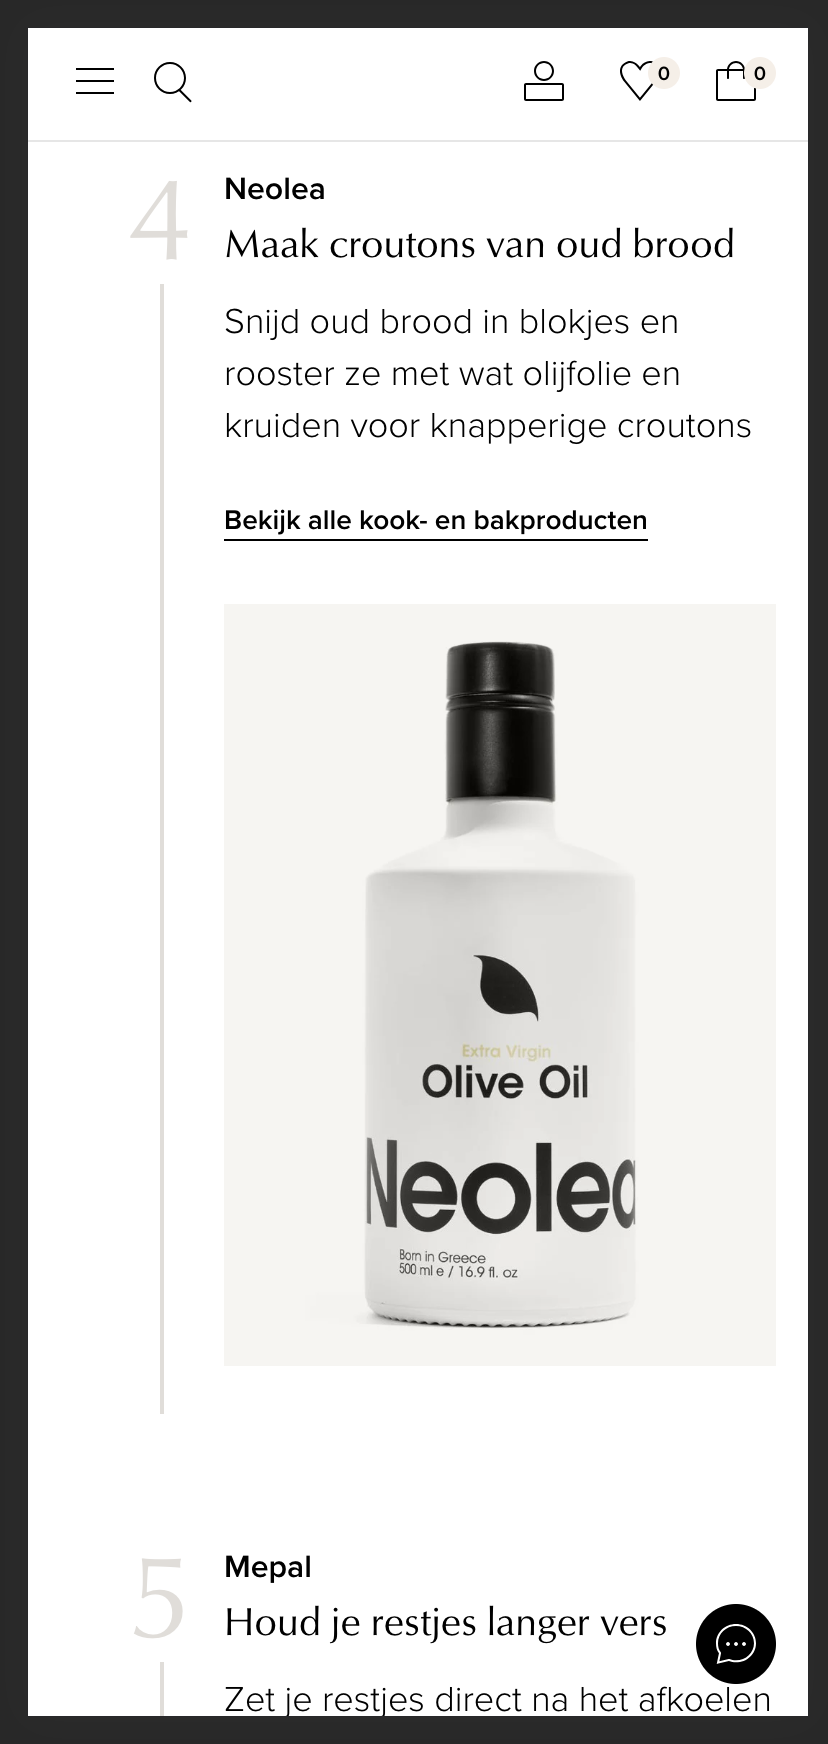 0
0
4
Neolea
Maak croutons van oud brood
Snijd oud brood in blokjes en
rooster ze met wat olijfolie en
kruiden voor knapperige croutons
Bekijk alle kook- en bakproducten
Extra Virgin
Olive Oil
Neolea
Born in Greece
500 ml e / 16.9 fl. oz
5
Mepal
Houd je restjes langer vers
Zet je restjes direct na het afkoelen